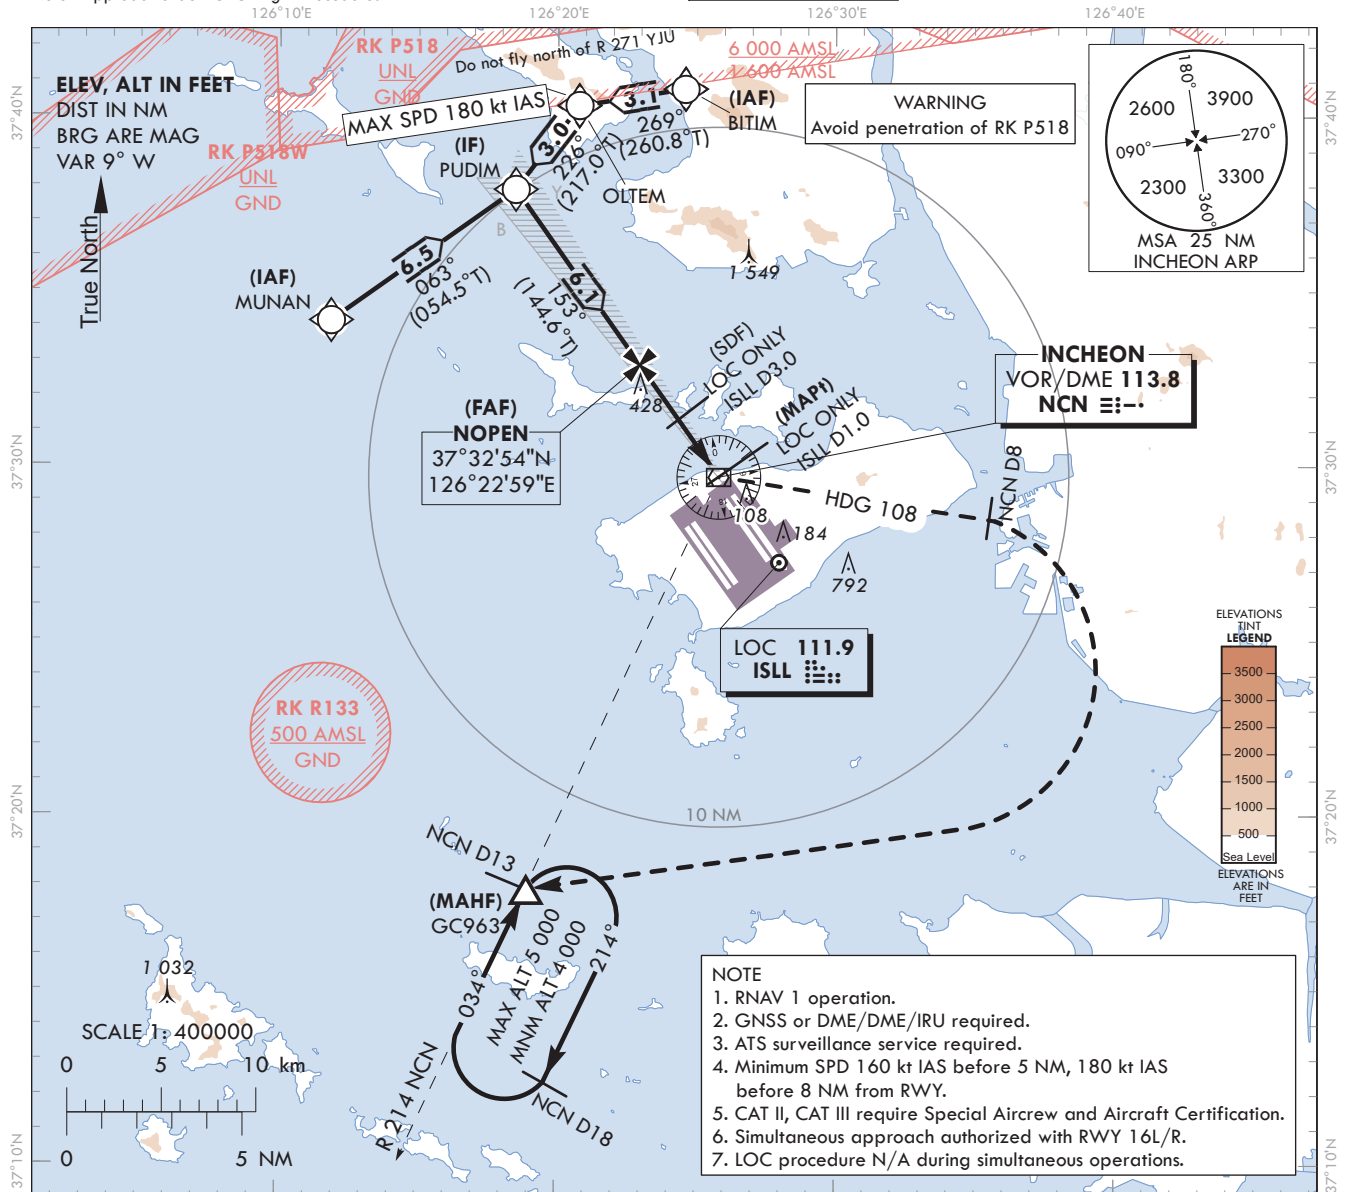 126°10'E
126°20'E
126°30'E
126°40'E
37°40'N
37°30'N
37°20'N
37°10'N
37°40'N
37°30'N
37°20'N
37°10'N
ELEV, ALT IN FEET
DIST IN NM
BRG ARE MAG
VAR 9° W
True North
RK P518
UNL
GND
RK P518W
UNL
GND
Do not fly north of R 271 YJU
6 000 AMSL
1 600 AMSL
MAX SPD 180 kt IAS
(IAF)
BITIM
3.1
269°
(260.8°T)
OLTEM
3.0
226°
(217.0°T)
(IF)
PUDIM
Y
B
(IAF)
MUNAN
6.5
063°
(054.5°T)
6.1
153°
(144.6°T)
WARNING
Avoid penetration of RK P518
180°
270°
360°
090°
2600
3900
2300
3300
MSA 25 NM
INCHEON ARP
1 549
(SDF)
LOC ONLY
ISLL D3.0
(MAPt)
LOC ONLY
ISLL D1.0
428
(FAF)
NOPEN
37°32'54"N
126°22'59"E
INCHEON
VOR/DME 113.8
NCN
NCN D8
HDG 108
108
184
792
LOC 111.9
ISLL
RK R133
500 AMSL
GND
10 NM
ELEVATIONS
TINT
LEGEND
3500
3000
2500
2000
1500
1000
500
Sea Level
ELEVATIONS
ARE IN
FEET
NCN D13
(MAHF)
GC963
034°
MAX ALT 5 000
MNM ALT 4 000
214°
NCN D18
R 214 NCN
1 032
SCALE 1: 400000
0 5 10 km
0 5 NM
NOTE
1. RNAV 1 operation.
2. GNSS or DME/DME/IRU required.
3. ATS surveillance service required.
4. Minimum SPD 160 kt IAS before 5 NM, 180 kt IAS
before 8 NM from RWY.
5. CAT II, CAT III require Special Aircrew and Aircraft Certification.
6. Simultaneous approach authorized with RWY 16L/R.
7. LOC procedure N/A during simultaneous operations.